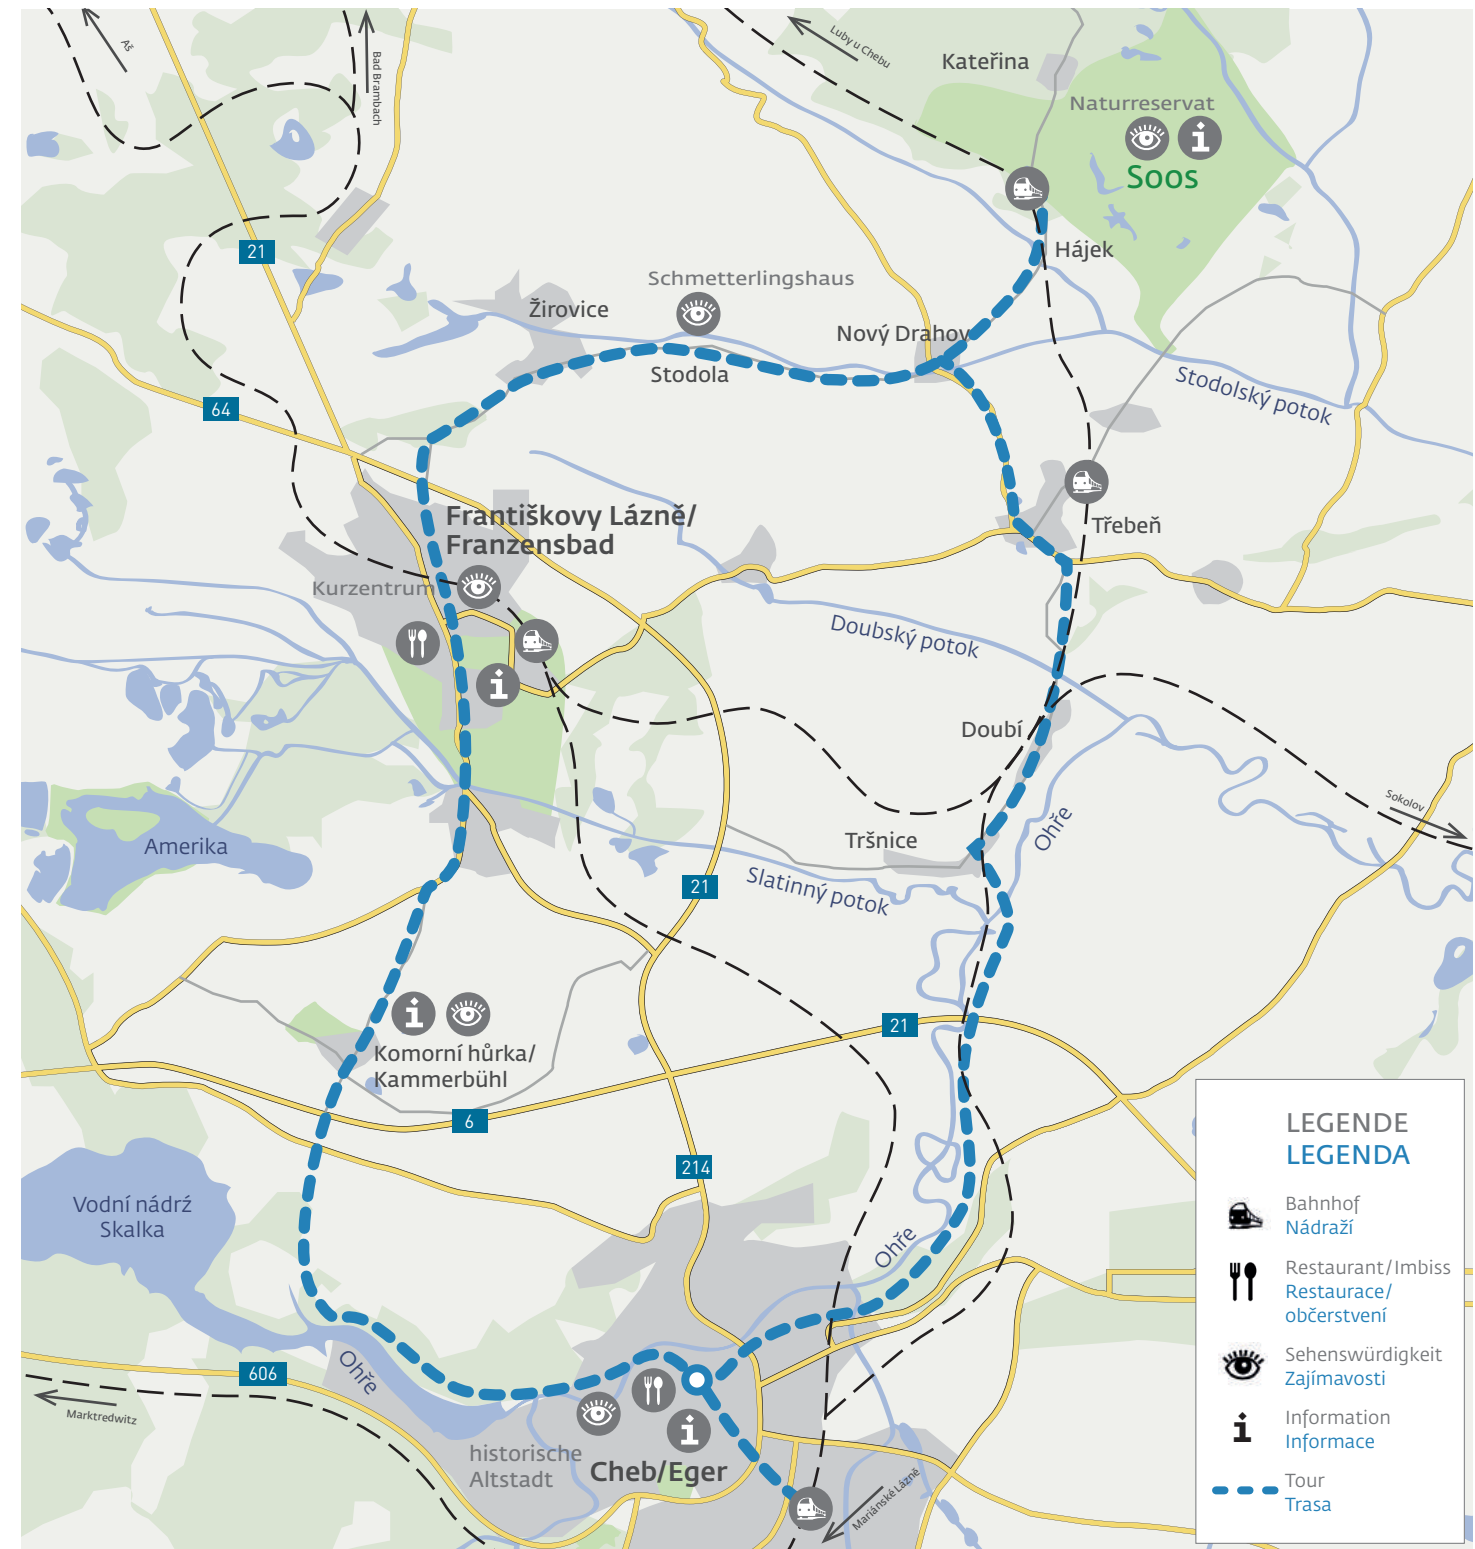 Aš
Bad Brambach
Luby u Chebu
Kateřina
Naturreservat
Soos
Hájek
21
Schmetterlingshaus
Žirovice
Nový Drahov
Stodola
Stodolský potok
64
Františkovy Lázně/
Franzensbad
Třebeň
Kurzentrum
Doubský potok
Doubí
Sokolov
Ohře
Tršnice
Amerika
21
Slatinný potok
21
Komorní hůrka/
Kammerbühl
6
214
Vodní nádrž
Skalka
Ohře
Ohře
606
Marktredwitz
historische
Altstadt
Cheb/Eger
Mariánské Lázně
LEGENDE
LEGENDA
Bahnhof
Nádraží
Restaurant/Imbiss
Restaurace/
občerstvení
Sehenswürdigkeit
Zajímavosti
Information
Informace
Tour
Trasa